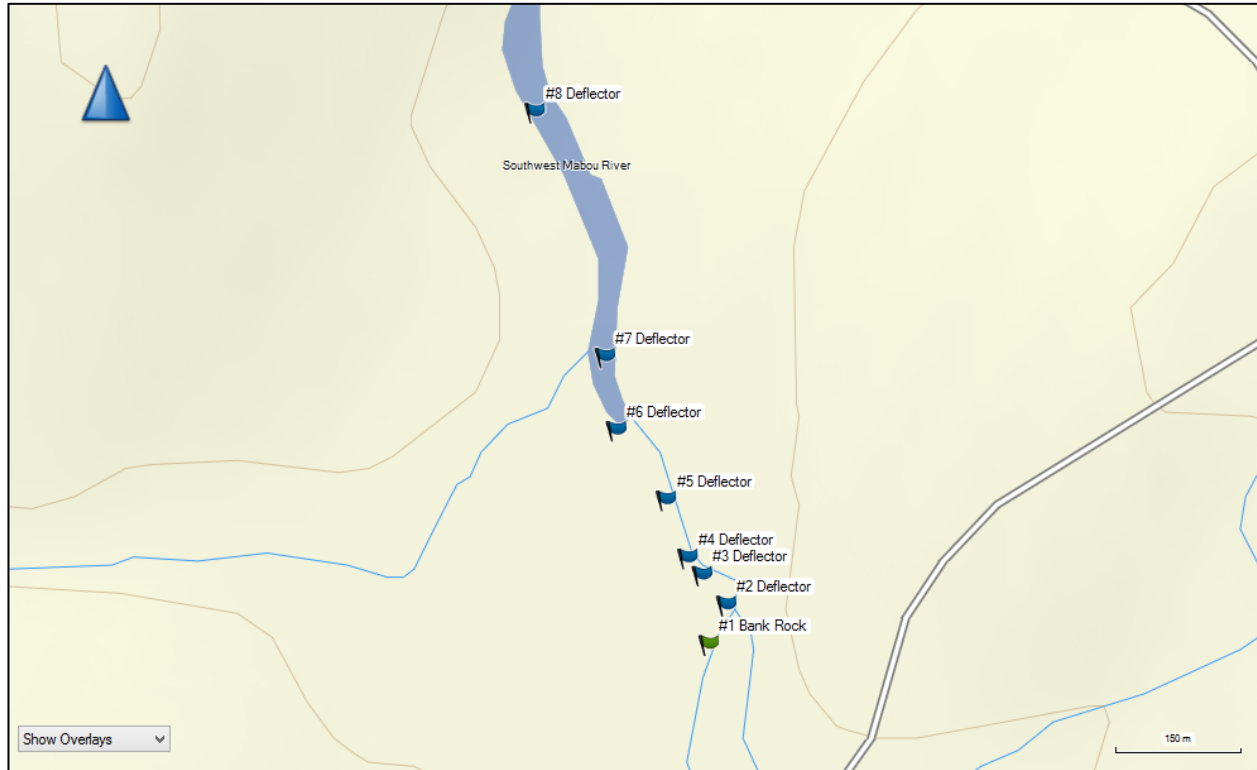 #8 Deflector
Southwest Mabou River
#7 Deflector
#6 Deflector
#5 Deflector
#4 Deflector
#3 Deflector
#2 Deflector
#1 Bank Rock
Show Overlays
150 m